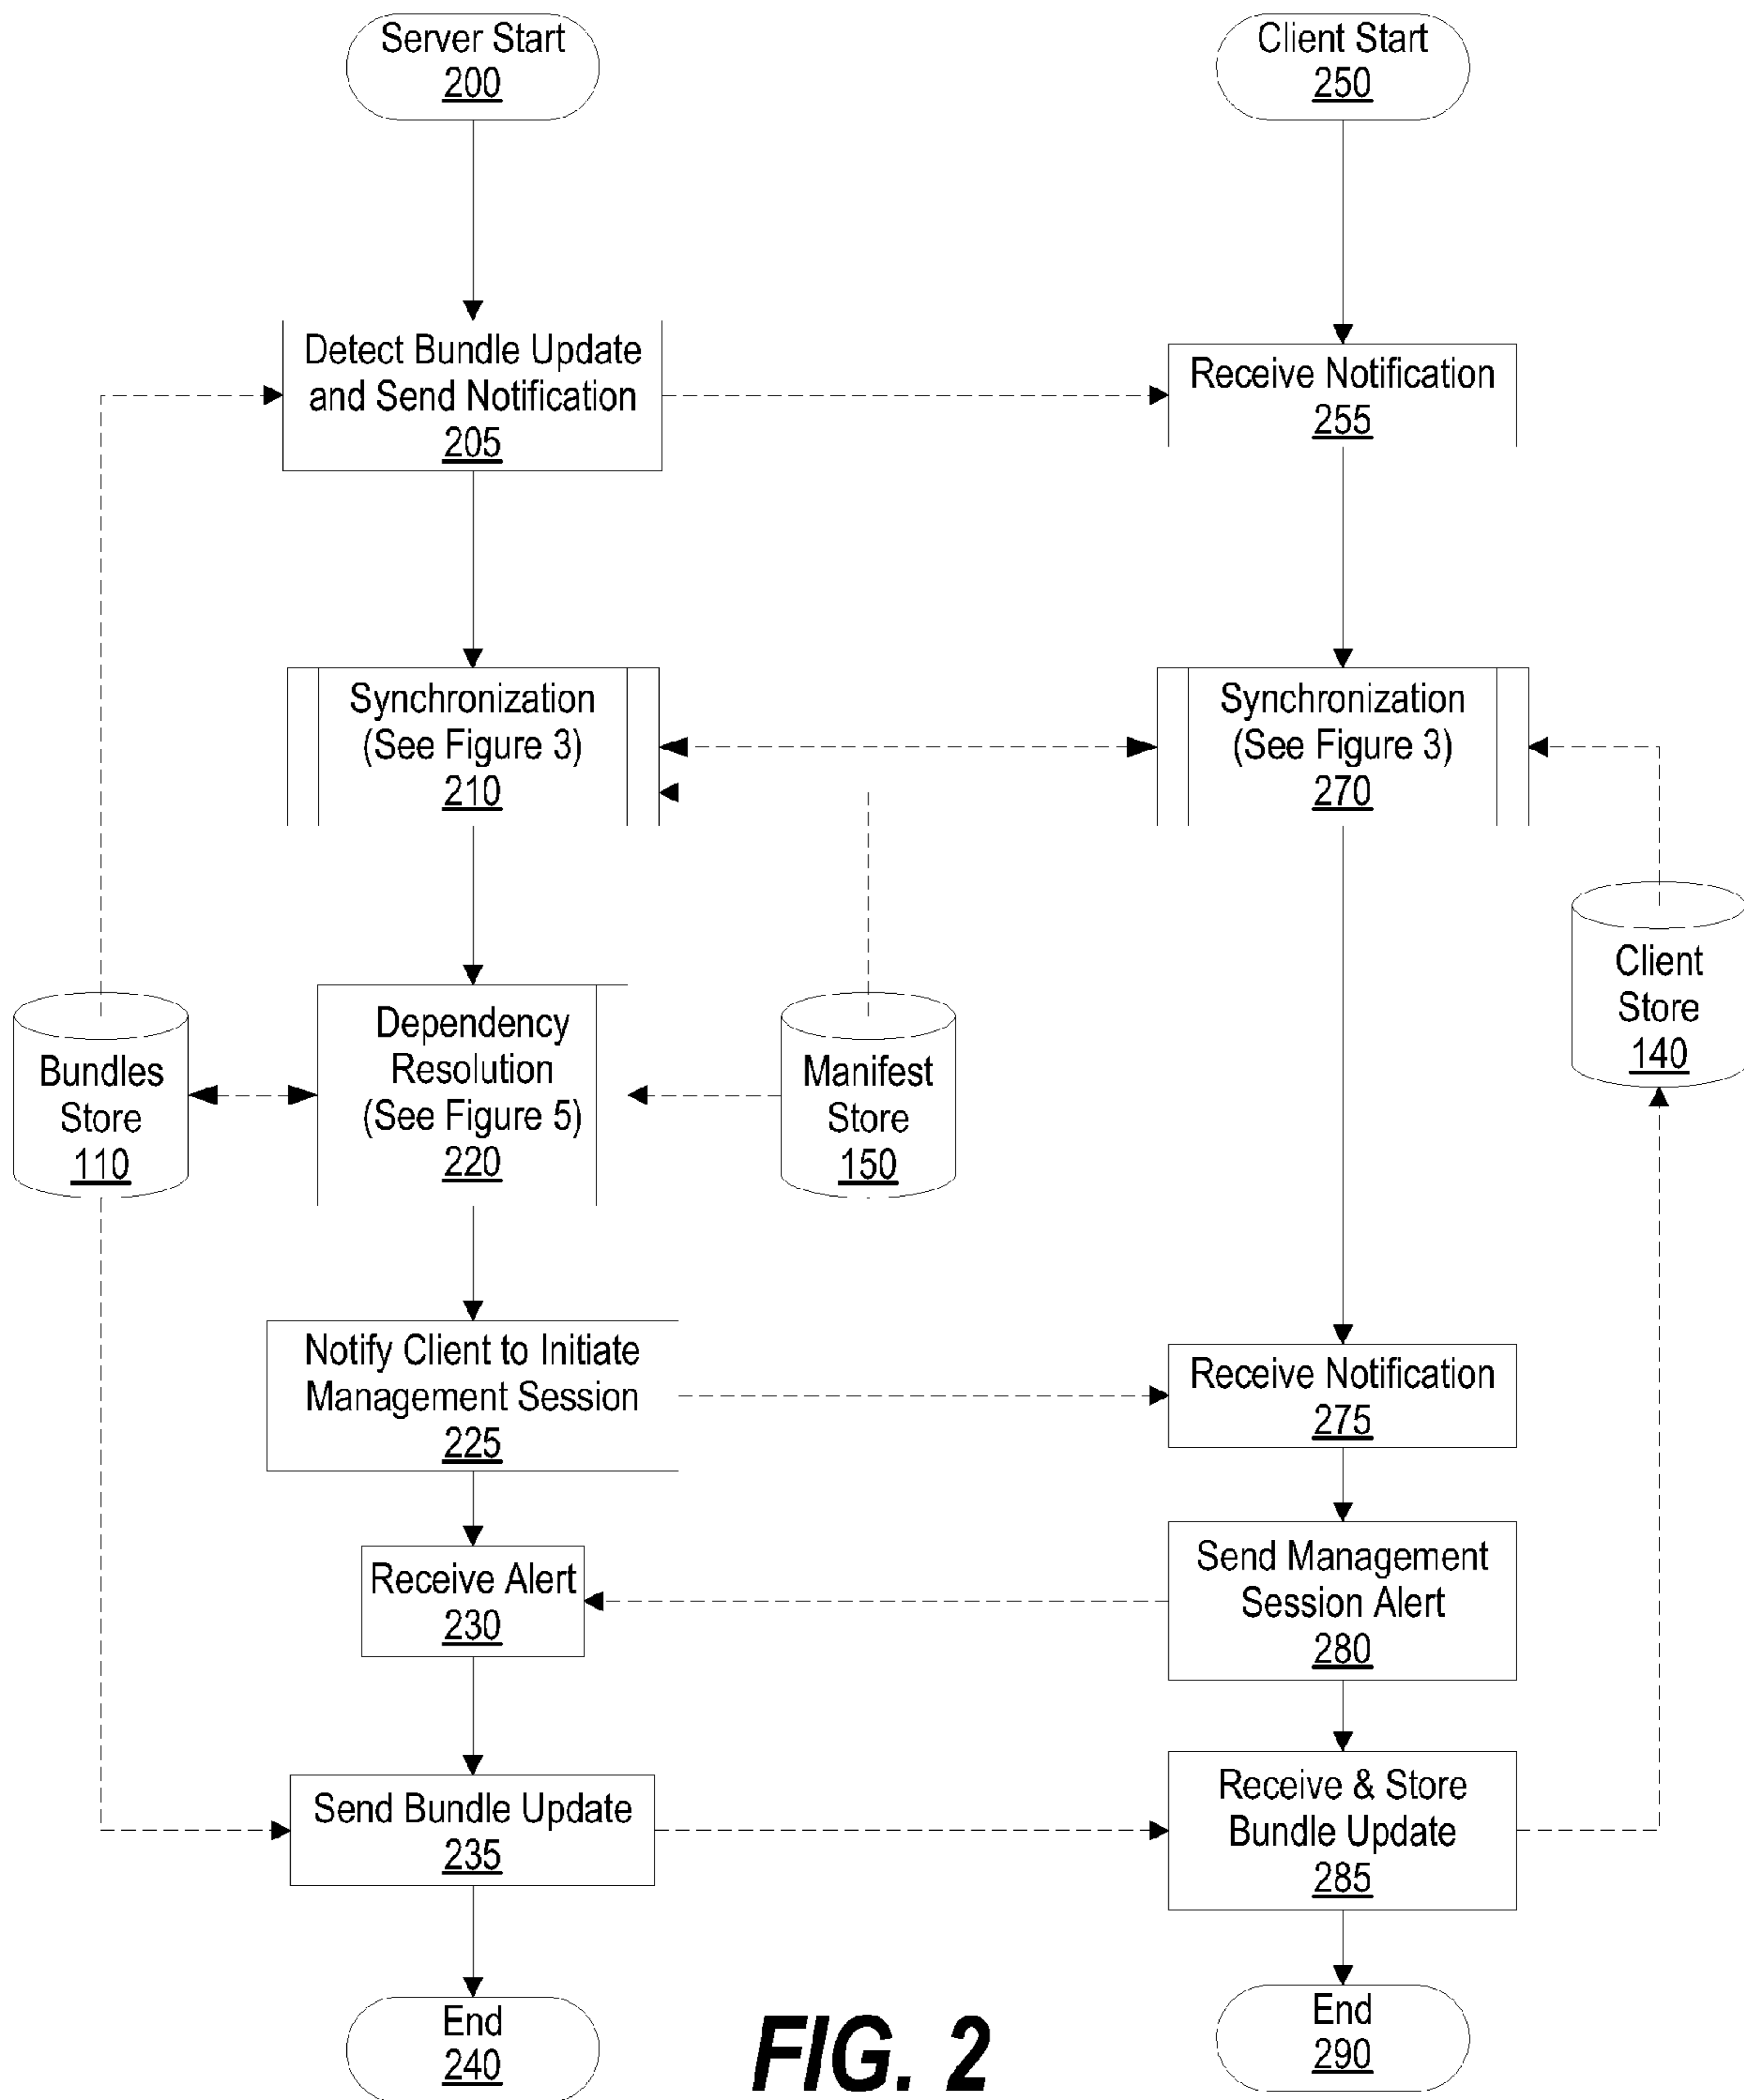 Server Start
200
Client Start
250
Detect Bundle Update
and Send Notification
205
Receive Notification
255
Synchronization
(See Figure 3)
210
Synchronization
(See Figure 3)
270
Bundles
Store
110
Dependency
Resolution
(See Figure 5)
220
Manifest
Store
150
Client
Store
140
Notify Client to Initiate
Management Session
225
Receive Notification
275
Receive Alert
230
Send Management
Session Alert
280
Send Bundle Update
235
Receive & Store
Bundle Update
285
End
240
End
290
FIG. 2